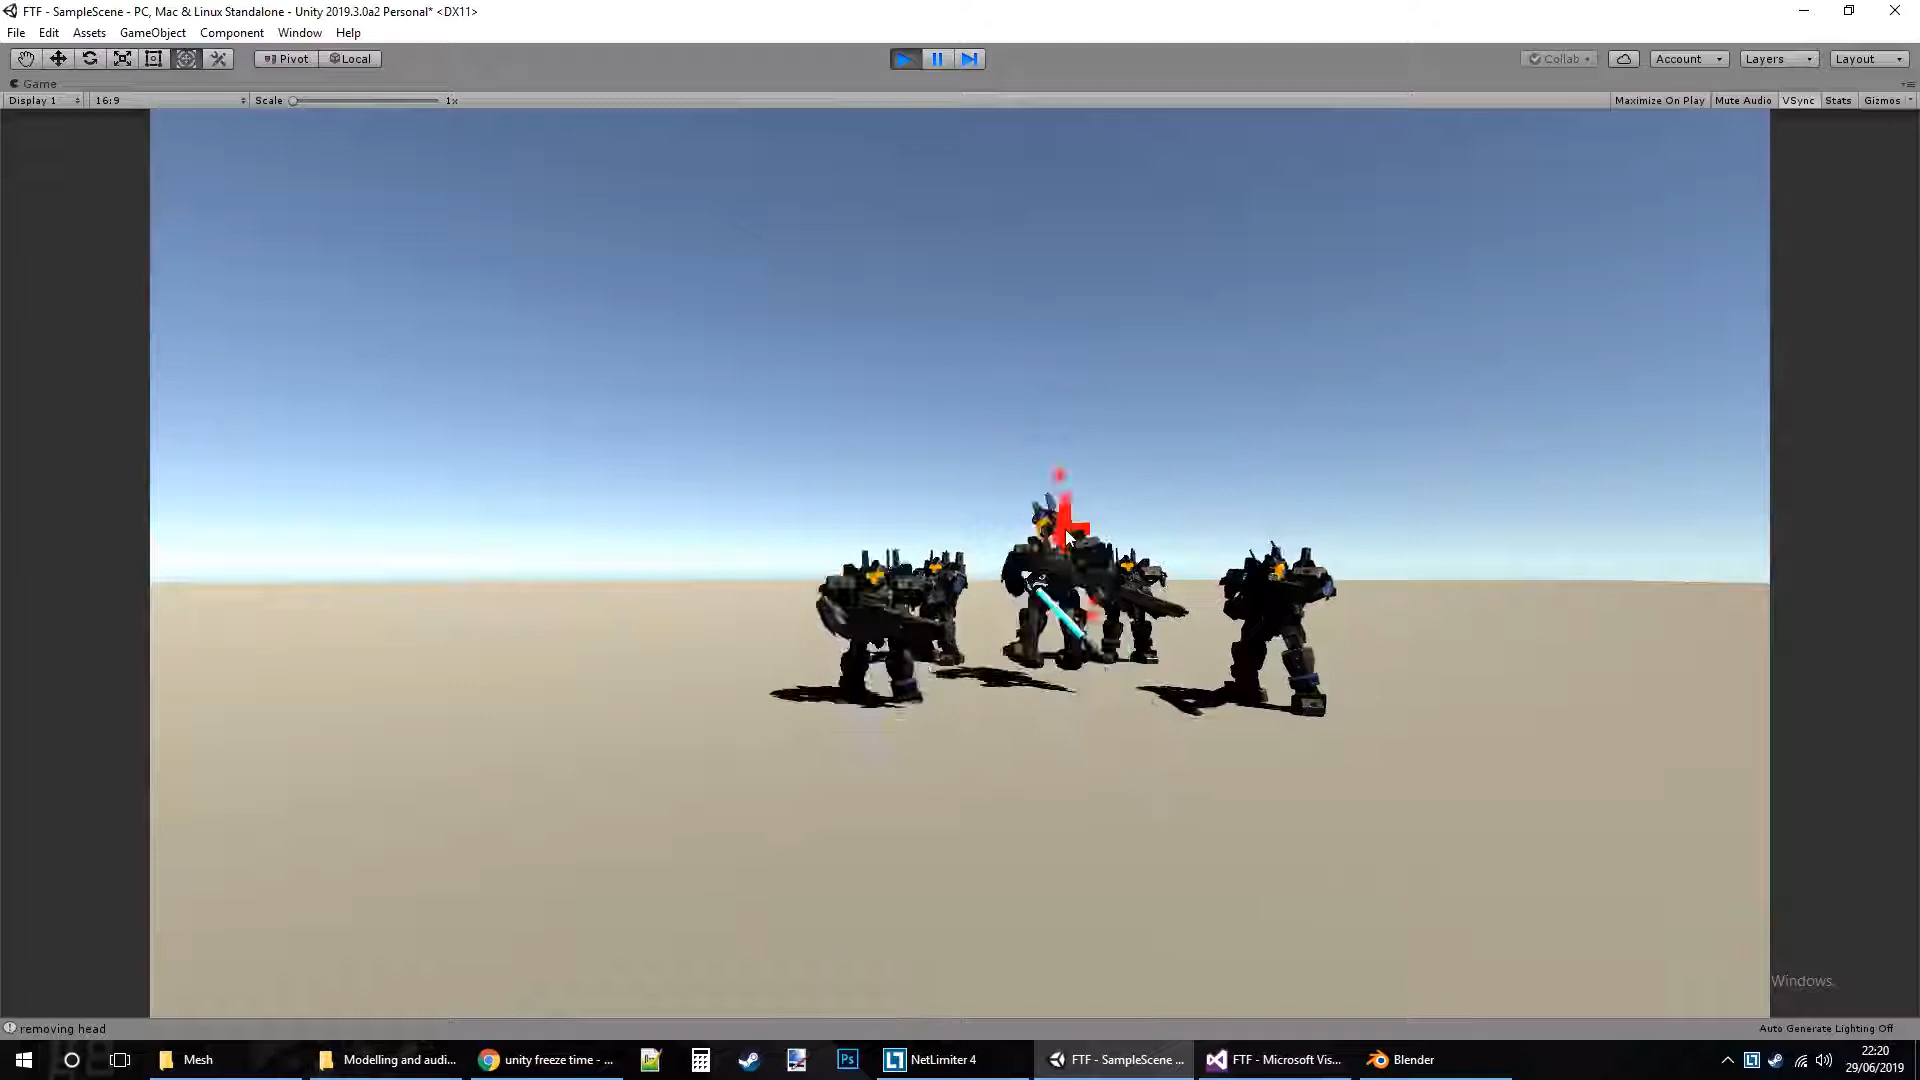 FTF - SampleScene - PC, Mac & Linux Standalone - Unity 2019.3.0a2 Personal* <DX11>
File Edit Assets GameObject Component Window Help
Pivot Local Collab Account Layers Layout
Game
Display 1 16:9 Scale 1x Maximize On Play Mute Audio VSync Stats Gizmos
Windows.
removing head Auto Generate Lighting Off
Mesh Modelling and audi... unity freeze time - ... Ps NetLimiter 4 FTF - SampleScene ... FTF - Microsoft Vis... Blender 22:20
29/06/2019